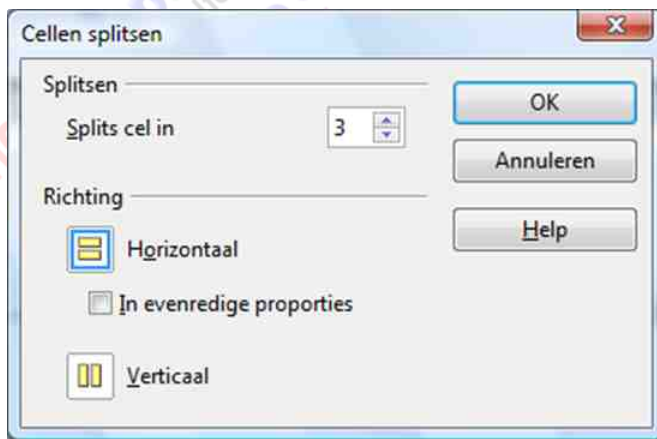 Cellen splitsen
Splitsen
Splits cel in 3
OK
Annuleren
Help
Richting
Horizontaal
In evenredige proporties
Verticaal